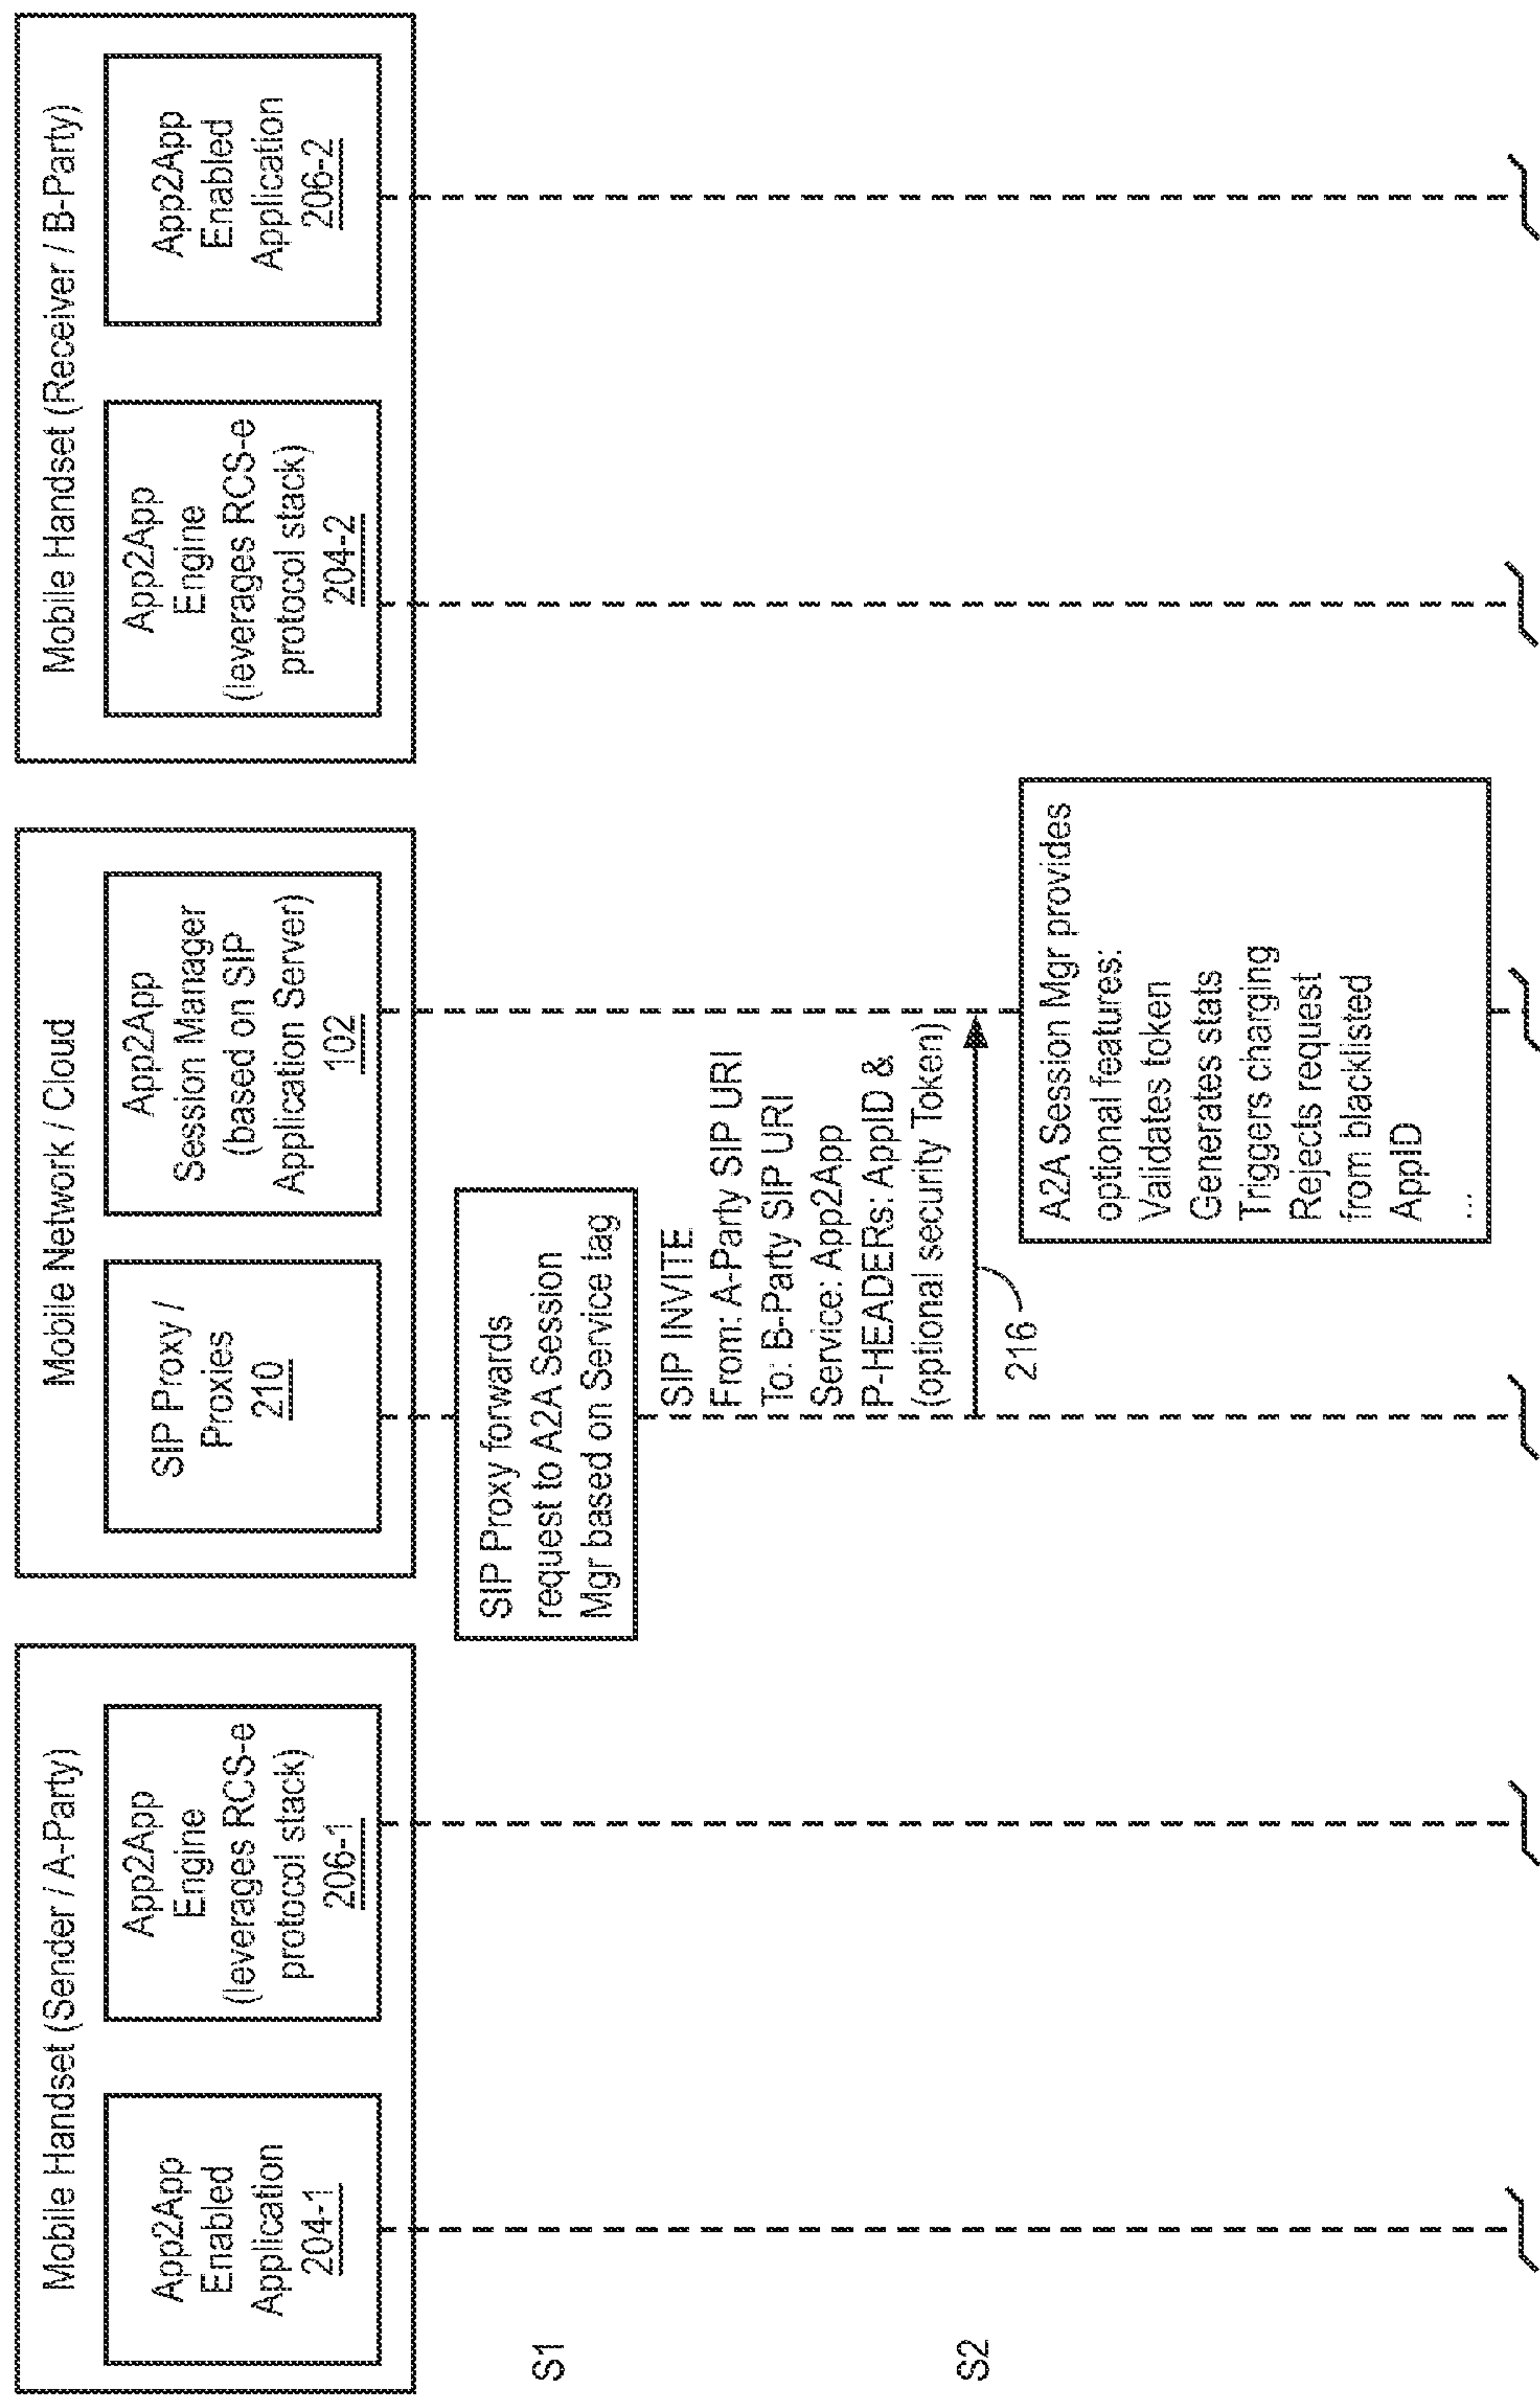 Mobile Handset (Sender / A-Party)
App2App
Enabled
Application
204-1
App2App
Engine
(leverages RCS-e
protocol stack)
206-1
Mobile Network / Cloud
SIP Proxy /
Proxies
210
App2App
Session Manager
(based on SIP
Application Server)
102
Mobile Handset (Receiver / B-Party)
App2App
Engine
(leverages RCS-e
protocol stack)
204-2
App2App
Enabled
Application
206-2
S1
SIP Proxy forwards
request to A2A Session
Mgr based on Service tag
SIP INVITE
From: A-Party SIP URI
To: B-Party SIP URI
Service: App2App
P-HEADERs: AppID &
(optional security Token)
S2
216
A2A Session Mgr provides
optional features:
Validates token
Generates stats
Triggers charging
Rejects request
from blacklisted
AppID
...